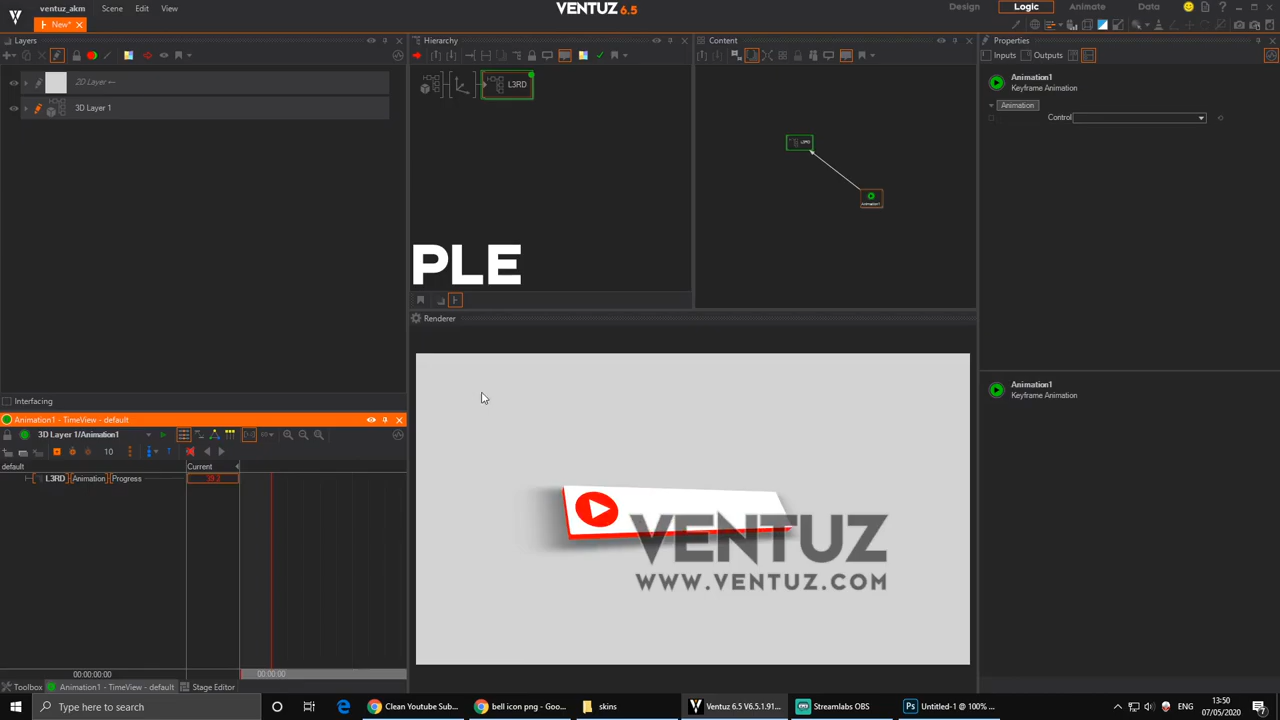 ventuz_akm Scene Edit View VENTUZ 6.5 Design Logic Animate Data
New*
Layers Hierarchy Content Properties
Inputs Outputs
2D Layer
3D Layer 1
L3RD
L3RD
Animation1
Animation1
Keyframe Animation
Animation
Control
PLE
Renderer
Animation1
Keyframe Animation
Interfacing
Animation1 - TimeView - default
3D Layer 1/Animation1
10
default Current
L3RD Animation Progress 39.2
VENTUZ
WWW.VENTUZ.COM
00:00:00:00 00:00:00
Toolbox Animation1 - TimeView - default Stage Editor
Type here to search Clean Youtube Sub... bell icon png - Goo... skins Ventuz 6.5 V6.5.1.91... Streamlabs OBS Untitled-1 @ 100% ... ENG 13:50
07/05/2020